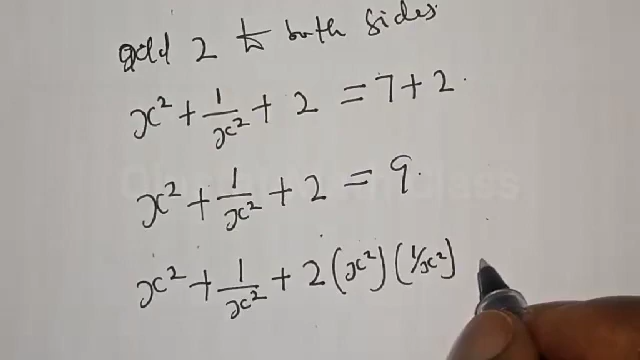 add 2 to both sides
x² + 1/x² + 2 = 7 + 2.
x² + 1/x² + 2 = 9.
x² + 1/x² + 2(x²)(1/x²)